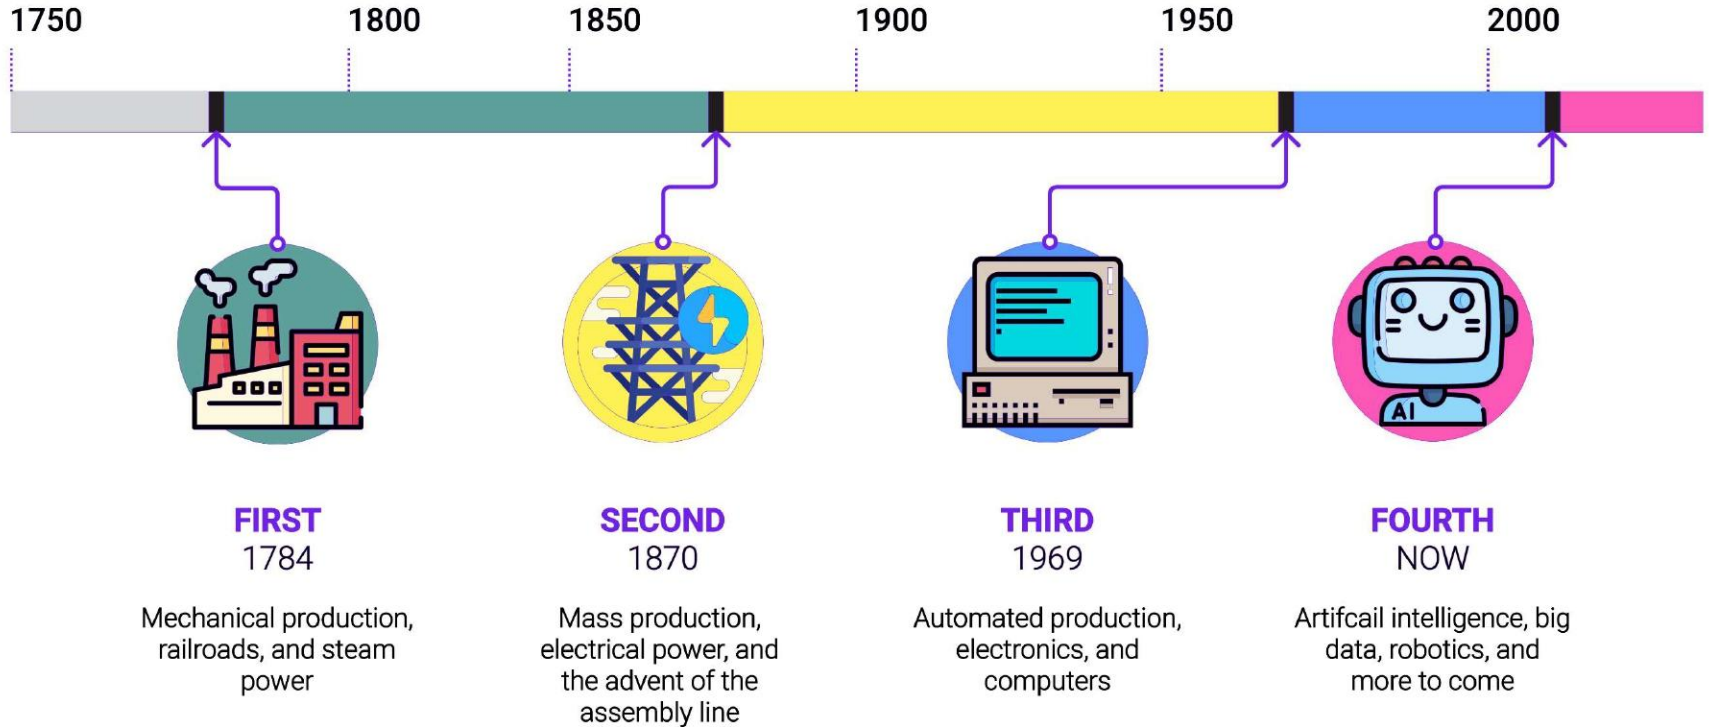 1750
1800
1850
1900
1950
2000
AI
FIRST
1784
Mechanical production,
railroads, and steam
power
SECOND
1870
Mass production,
electrical power, and
the advent of the
assembly line
THIRD
1969
Automated production,
electronics, and
computers
FOURTH
NOW
Artifcail intelligence, big
data, robotics, and
more to come